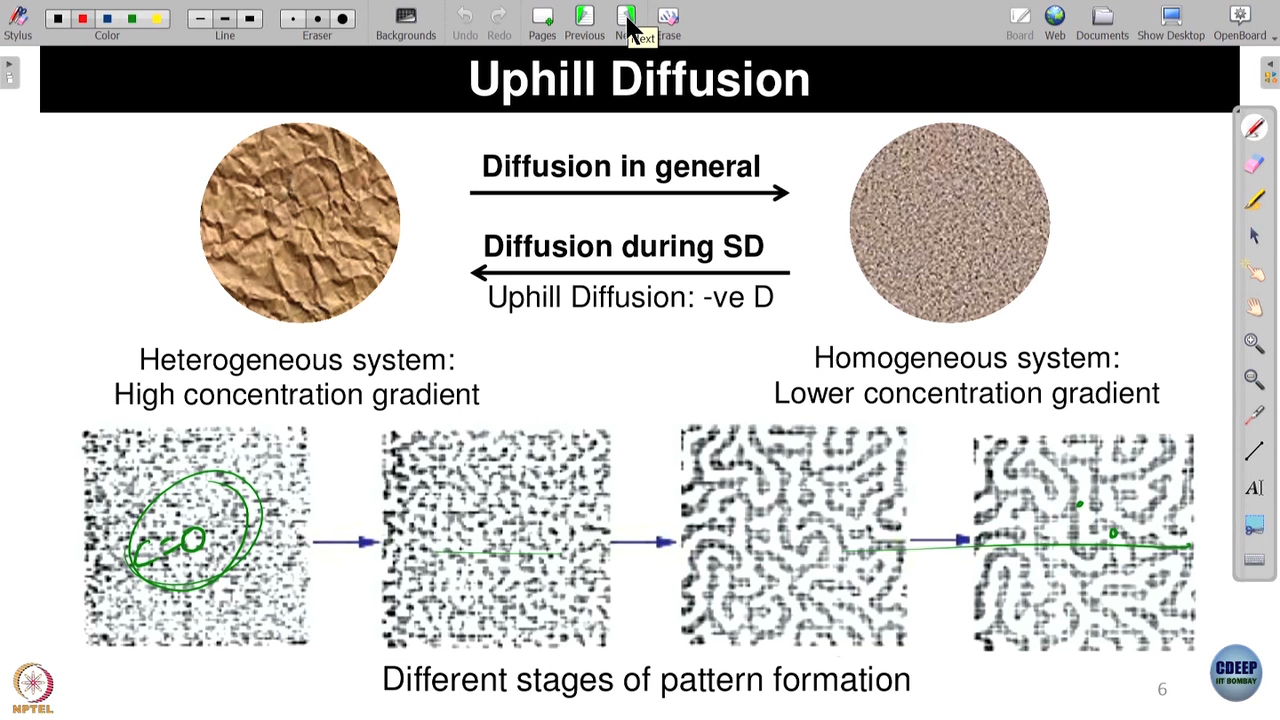 Stylus
Color
Line
Eraser
Backgrounds
Undo
Redo
Pages
Previous
Next
Erase
Board
Web
Documents
Show Desktop
OpenBoard
Uphill Diffusion
Diffusion in general
Diffusion during SD
Uphill Diffusion: -ve D
Heterogeneous system:
High concentration gradient
Homogeneous system:
Lower concentration gradient
Different stages of pattern formation
NPTEL
6
CDEEP
IIT BOMBAY